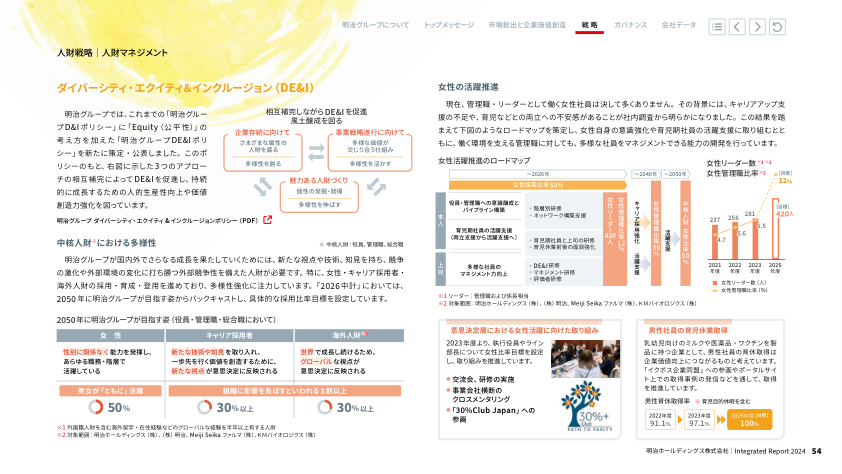 明治グループについて
トップメッセージ
市場創出と企業価値創造
戦略
ガバナンス
会社データ
人財戦略｜人財マネジメント
ダイバーシティ・エクイティ&インクルージョン（DE&I）
明治グループでは、これまでの「明治グルー
プD&Iポリシー」に「Equity（公平性）」の
考え方を加えた「明治グループDE&Iポリ
シー」を新たに策定・公表しました。このポ
リシーのもと、右図に示した3つのアプロー
チの相互補完によってDE&Iを促進し、持続
的に成長するための人的生産性向上や価値
創造力強化を図っています。
明治グループ ダイバーシティ・エクイティ&インクルージョンポリシー（PDF）
相互補完しながらDE&Iを促進
風土醸成を図る
企業存続に向けて
さまざまな属性の
人財を募る
多様性を創る
事業戦略遂行に向けて
多様な価値が
交じり合う仕組み
多様性を活かす
魅力ある人財づくり
個性の発掘・発揮
多様性を伸ばす
中核人財※における多様性
※ 中核人財：役員、管理職、総合職
明治グループが国内外でさらなる成長を果たしていくためには、新たな視点や技術、知見を持ち、競争
の激化や外部環境の変化に打ち勝つ外部競争性を備えた人財が必要です。特に、女性・キャリア採用者・
海外人財の採用・育成・登用を進めており、多様性強化に注力しています。「2026中計」においては、
2050年に明治グループが目指す姿からバックキャストし、具体的な採用比率目標を設定しています。
2050年に明治グループが目指す姿（役員・管理職・総合職において）
女 性
キャリア採用者
海外人財※1
性別に関係なく能力を発揮し、
あらゆる職務・階層で
活躍している
新たな技術や知見を取り入れ、
一歩先を行く価値を創造するために、
新たな視点が意思決定に反映される
世界で成長し続けるため、
グローバルな視点が
意思決定に反映される
男女が「ともに」活躍
組織に影響を及ぼすといわれる3割以上
50%
30%以上
30%以上
※1 外国籍人財を含む海外留学・在住経験などのグローバルな経験を半年以上有する人財
※2 対象範囲：明治ホールディングス（株）、（株）明治、Meiji Seika ファルマ（株）、KMバイオロジクス（株）
女性の活躍推進
現在、管理職・リーダーとして働く女性社員は決して多くありません。その背景には、キャリアアップ支
援の不足や、育児などとの両立への不安感があることが社内調査から明らかになりました。この結果を踏
まえて下図のようなロードマップを策定し、女性自身の意識強化や育児期社員の活躍支援に取り組むとと
もに、働く環境を支える管理職に対しても、多様な社員をマネジメントできる能力の開発を行っています。
女性活躍推進のロードマップ
～2026年
～2040年
～2050年
女性採用比率50%
本人
役員・管理職への意識醸成と
パイプライン構築
・階層別研修
・ネットワーク構築支援
育児期社員の活躍支援
（両立支援から活躍支援へ）
・育児期社員と上司の研修
・育児休業前後の面談強化
上司
多様な社員の
マネジメント力向上
・DE&I研修
・マネジメント研修
・評価者研修
女性リーダー420人
女性管理職比率12%
キャリア採用強化
活躍支援
女性管理職比率30%
活躍支援
中核人財 女性比率50%
※1 リーダー：管理職および係長相当
※2 対象範囲：明治ホールディングス（株）、（株）明治、Meiji Seika ファルマ（株）、KMバイオロジクス（株）
女性リーダー数 ※1 ※1
女性管理職比率 ※1
［目標］
12%
［目標］
420人
237
256
281
4.7
5.6
6.5
2021
年度
2022
年度
2023
年度
2026
年度
女性リーダー数（人）
女性管理職比率（%）
意思決定層における女性活躍に向けた取り組み
2023年度より、執行役員やライン
部長について女性比率目標を設定
し、取り組みを推進しています。
交流会、研修の実施
事業会社横断の
クロスメンタリング
「30%Club Japan」への
参画
30%+
Club
PATH TO PARITY
男性社員の育児休業取得
乳幼児向けのミルクや医薬品・ワクチンを製
品に持つ企業として、男性社員の育休取得は
企業価値向上につながるものと考えています。
「イクボス企業同盟」への参画やポータルサイ
ト上での取得事例の発信などを通して、取得
を推進しています。
男性育休取得率 ※ 育児目的休暇を含む
2022年度
91.1%
2023年度
97.1%
2026年度［目標］
100%
明治ホールディングス株式会社｜Integrated Report 2024 54